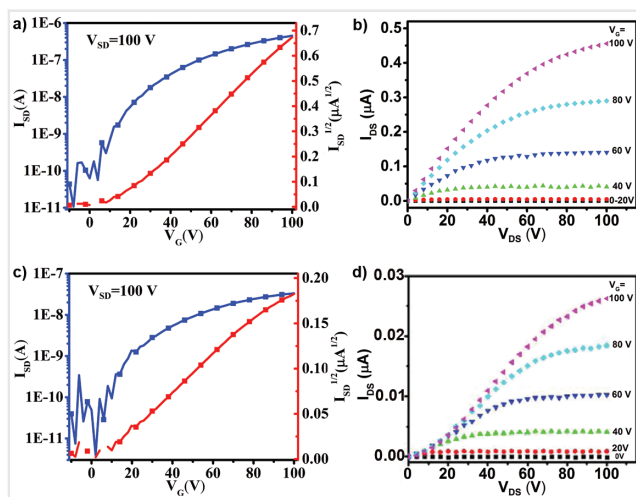 a)
V_SD=100 V
I_SD(A)
1E-6
1E-7
1E-8
1E-9
1E-10
1E-11
0 20 40 60 80 100
V_G(V)
0.7
0.6
0.5
0.4
0.3
0.2
0.1
0.0
I_SD^1/2(μA^1/2)
b)
I_DS (μA)
0.5
0.4
0.3
0.2
0.1
0.0
0 20 40 60 80 100
V_DS (V)
V_G=
100 V
80 V
60 V
40 V
0-20V
c)
V_SD=100 V
I_SD(A)
1E-7
1E-8
1E-9
1E-10
1E-11
0 20 40 60 80 100
V_G(V)
0.20
0.15
0.10
0.05
0.00
I_SD^1/2(μA^1/2)
d)
I_DS (μA)
0.03
0.02
0.01
0.00
0 20 40 60 80 100
V_DS (V)
V_G=
100 V
80 V
60 V
40 V
20V
0V